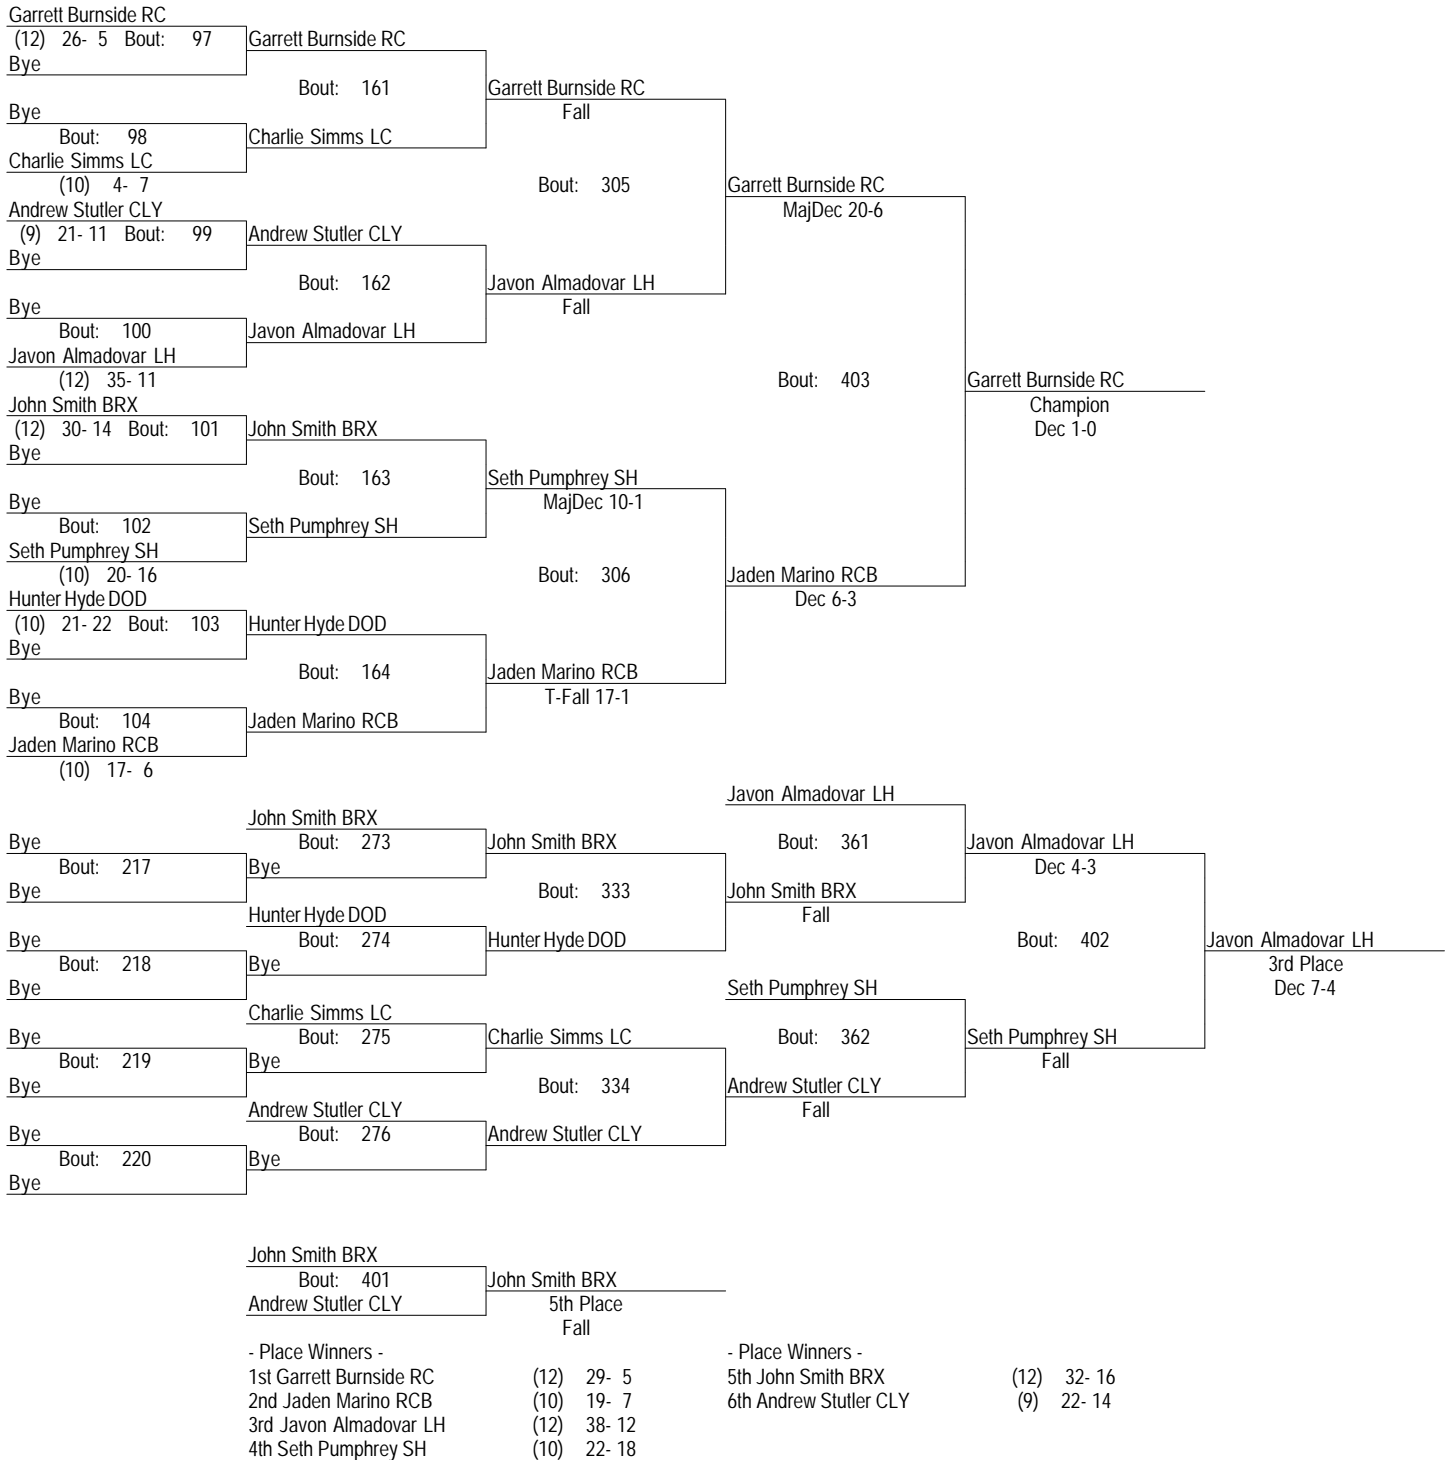 Garrett Burnside RC
(12) 26- 5 Bout: 97 Garrett Burnside RC
Bye
Bout: 161 Garrett Burnside RC
Bye Fall
Bout: 98 Charlie Simms LC
Charlie Simms LC
(10) 4- 7 Bout: 305 Garrett Burnside RC
Andrew Stutler CLY MajDec 20-6
(9) 21- 11 Bout: 99 Andrew Stutler CLY
Bye
Bout: 162 Javon Almadovar LH
Bye Fall
Bout: 100 Javon Almadovar LH
Javon Almadovar LH
(12) 35- 11 Bout: 403 Garrett Burnside RC
John Smith BRX Champion
(12) 30- 14 Bout: 101 John Smith BRX Dec 1-0
Bye
Bout: 163 Seth Pumphrey SH
Bye MajDec 10-1
Bout: 102 Seth Pumphrey SH
Seth Pumphrey SH
(10) 20- 16 Bout: 306 Jaden Marino RCB
Hunter Hyde DOD Dec 6-3
(10) 21- 22 Bout: 103 Hunter Hyde DOD
Bye
Bout: 164 Jaden Marino RCB
Bye T-Fall 17-1
Bout: 104 Jaden Marino RCB
Jaden Marino RCB
(10) 17- 6
Javon Almadovar LH
John Smith BRX
Bye Bout: 273 John Smith BRX Bout: 361 Javon Almadovar LH
Bout: 217 Bye Dec 4-3
Bye Bout: 333 John Smith BRX
Hunter Hyde DOD Fall
Bye Bout: 274 Hunter Hyde DOD Bout: 402 Javon Almadovar LH
Bout: 218 Bye 3rd Place
Bye Seth Pumphrey SH Dec 7-4
Charlie Simms LC
Bye Bout: 275 Charlie Simms LC Bout: 362 Seth Pumphrey SH
Bout: 219 Bye Fall
Bye Bout: 334 Andrew Stutler CLY
Andrew Stutler CLY Fall
Bye Bout: 276 Andrew Stutler CLY
Bout: 220 Bye
Bye
John Smith BRX
Bout: 401 John Smith BRX
Andrew Stutler CLY 5th Place
Fall
- Place Winners - - Place Winners -
1st Garrett Burnside RC (12) 29- 5 5th John Smith BRX (12) 32- 16
2nd Jaden Marino RCB (10) 19- 7 6th Andrew Stutler CLY (9) 22- 14
3rd Javon Almadovar LH (12) 38- 12
4th Seth Pumphrey SH (10) 22- 18